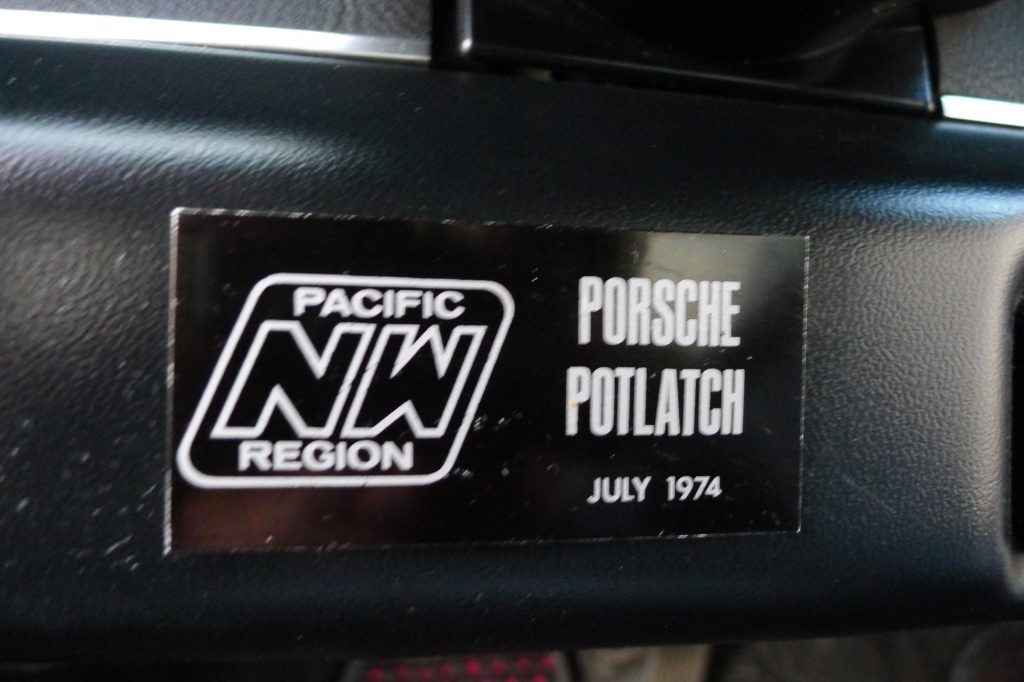 PACIFIC
NW
REGION
PORSCHE
POTLATCH
JULY 1974